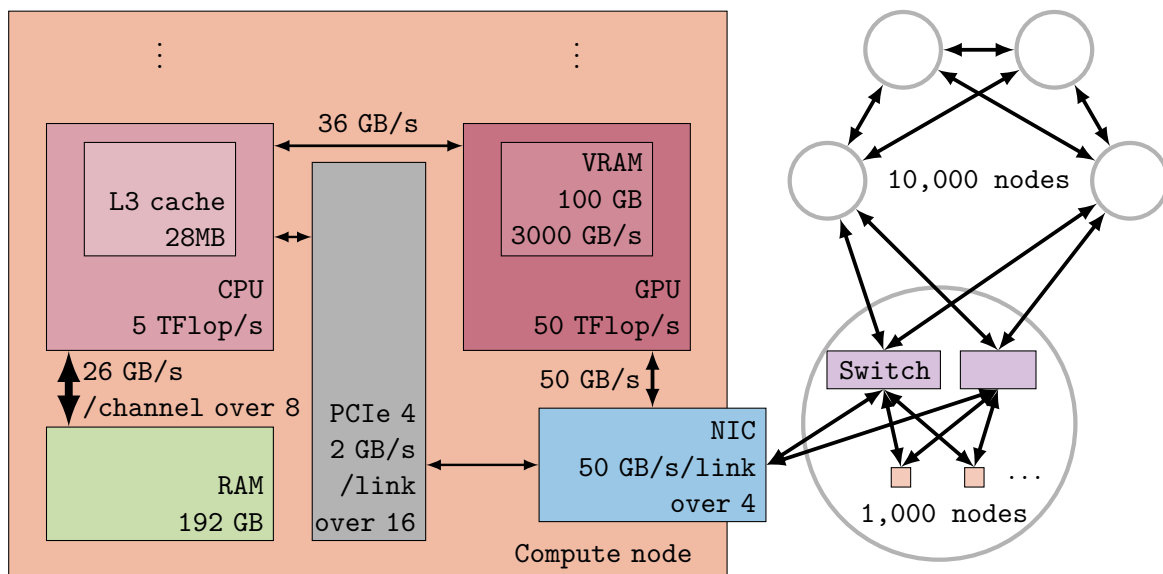 ⋮
⋮
36 GB/s
L3 cache
28MB
CPU
5 TFlop/s
VRAM
100 GB
3000 GB/s
GPU
50 TFlop/s
26 GB/s
/channel over 8
50 GB/s
RAM
192 GB
PCIe 4
2 GB/s
/link
over 16
NIC
50 GB/s/link
over 4
Compute node
10,000 nodes
Switch
...
1,000 nodes